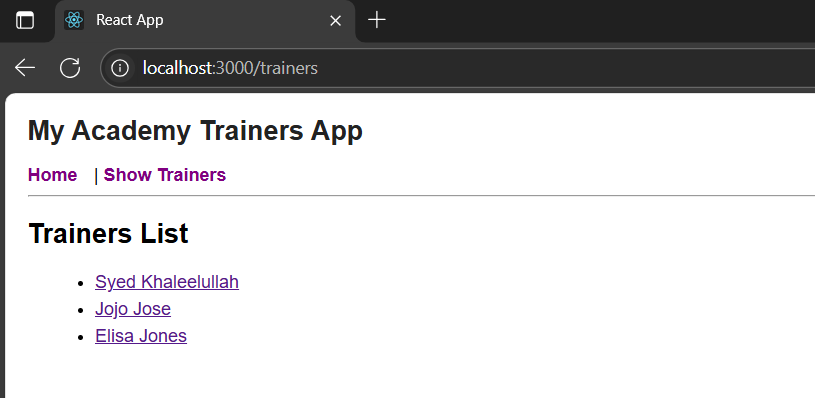 React App
localhost:3000/trainers
My Academy Trainers App
Home | Show Trainers
Trainers List
Syed Khaleelullah
Jojo Jose
Elisa Jones